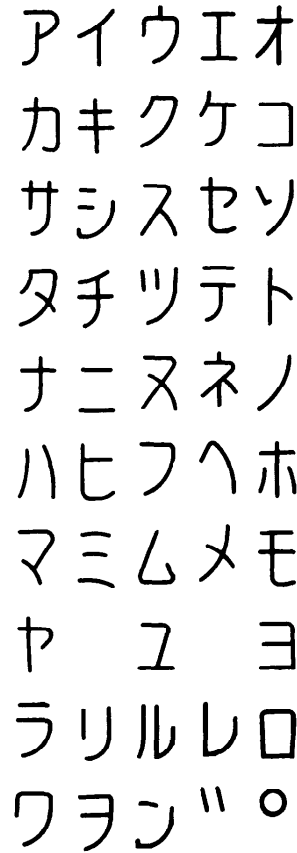 アイウエオ
カキクケコ
サシスセソ
タチツテト
ナニヌネノ
ハヒフヘホ
マミムメモ
ヤ ユ ヨ
ラリルレロ
ワヲン゛゜